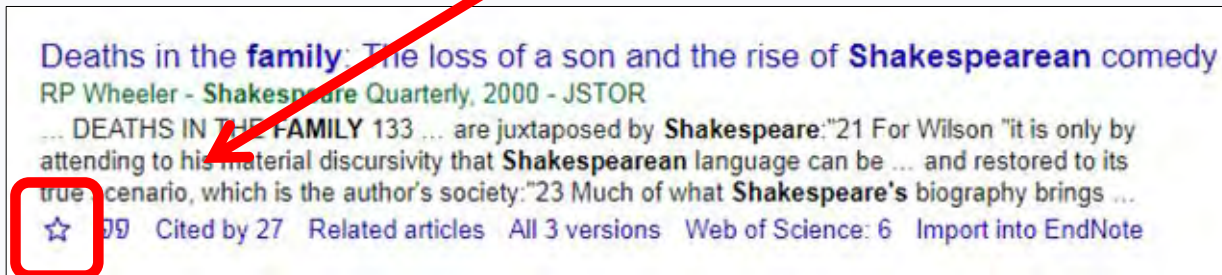 Deaths in the family: The loss of a son and the rise of Shakespearean comedy
RP Wheeler - Shakespeare Quarterly, 2000 - JSTOR
... DEATHS IN THE FAMILY 133 ... are juxtaposed by Shakespeare:"21 For Wilson "it is only by
attending to his material discursivity that Shakespearean language can be ... and restored to its
true scenario, which is the author's society:"23 Much of what Shakespeare's biography brings ...
Cited by 27 Related articles All 3 versions Web of Science: 6 Import into EndNote